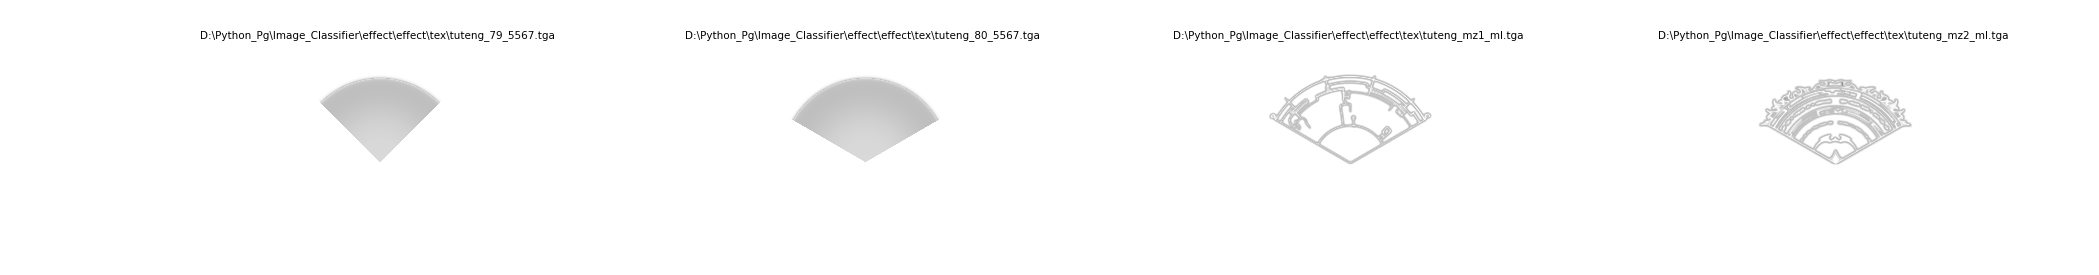 D:\Python_Pg\Image_Classifier\effect\effect\tex\tuteng_79_5567.tga
D:\Python_Pg\Image_Classifier\effect\effect\tex\tuteng_80_5567.tga
D:\Python_Pg\Image_Classifier\effect\effect\tex\tuteng_mz1_ml.tga
D:\Python_Pg\Image_Classifier\effect\effect\tex\tuteng_mz2_ml.tga